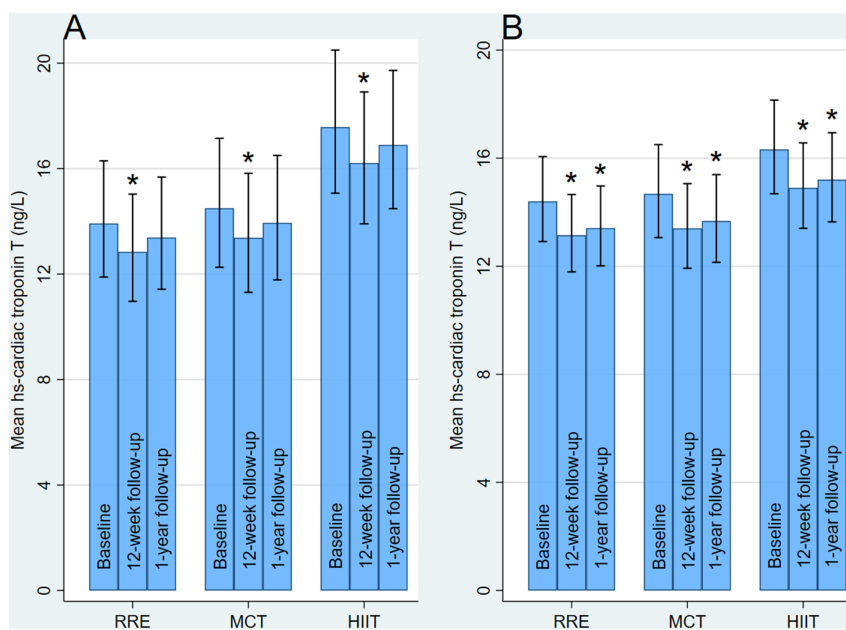 A
Mean hs-cardiac troponin T (ng/L)
20
16
12
8
4
0
*
*
*
Baseline
12-week follow-up
1-year follow-up
Baseline
12-week follow-up
1-year follow-up
Baseline
12-week follow-up
1-year follow-up
RRE
MCT
HIIT
B
Mean hs-cardiac troponin T (ng/L)
20
16
12
8
4
0
*
*
*
*
*
*
Baseline
12-week follow-up
1-year follow-up
Baseline
12-week follow-up
1-year follow-up
Baseline
12-week follow-up
1-year follow-up
RRE
MCT
HIIT